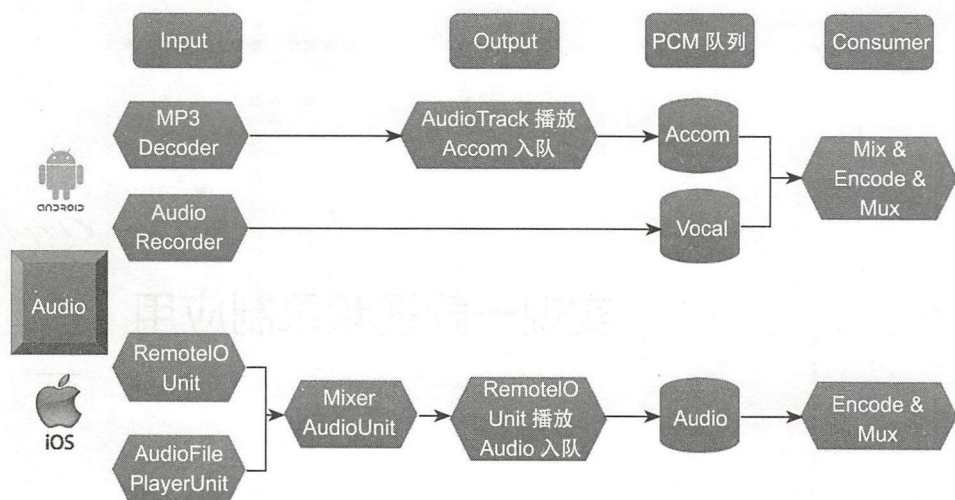 Input
Output
PCM 队列
Consumer
MP3
Decoder
AudioTrack 播放
Accom 入队
Accom
Mix &
Encode &
Mux
ANDROID
Audio
Recorder
Vocal
Audio
RemoteIO
Unit
Mixer
AudioUnit
RemoteIO
Unit 播放
Audio 入队
Audio
Encode &
Mux
iOS
AudioFile
PlayerUnit